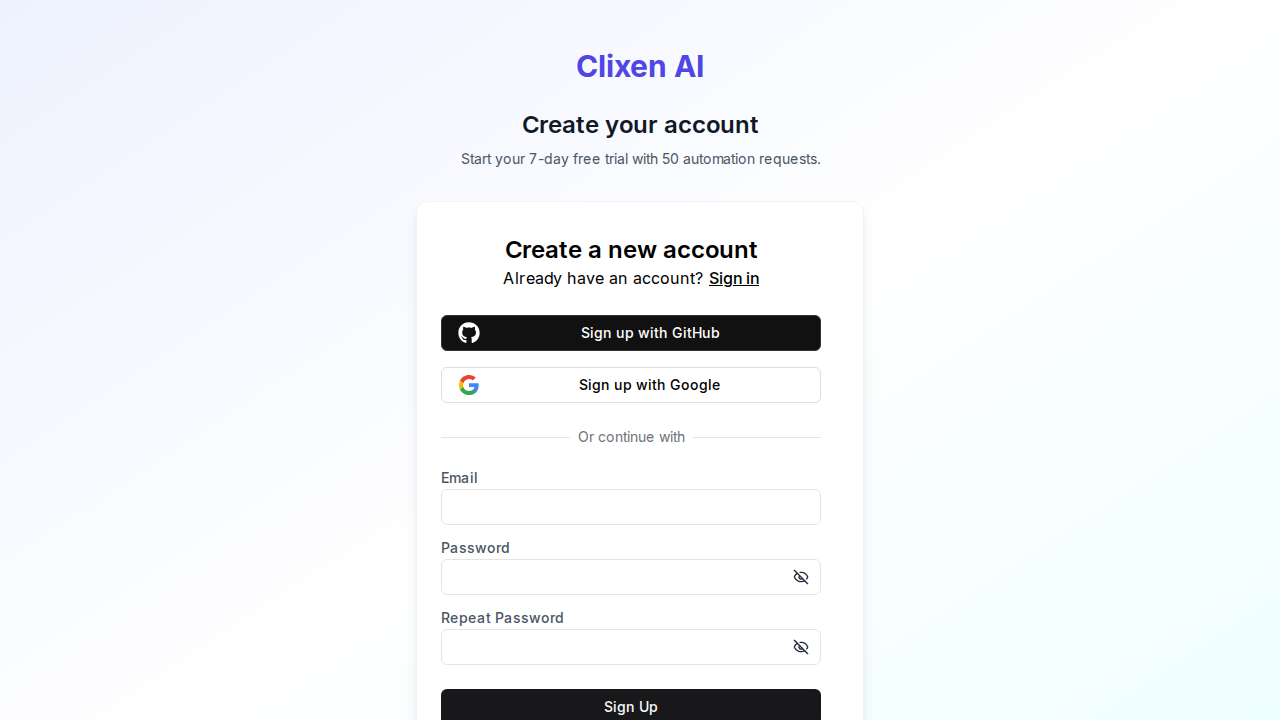 Clixen AI
Create your account
Start your 7-day free trial with 50 automation requests.
Create a new account
Already have an account? Sign in
Sign up with GitHub
Sign up with Google
Or continue with
Email
Password
Repeat Password
Sign Up